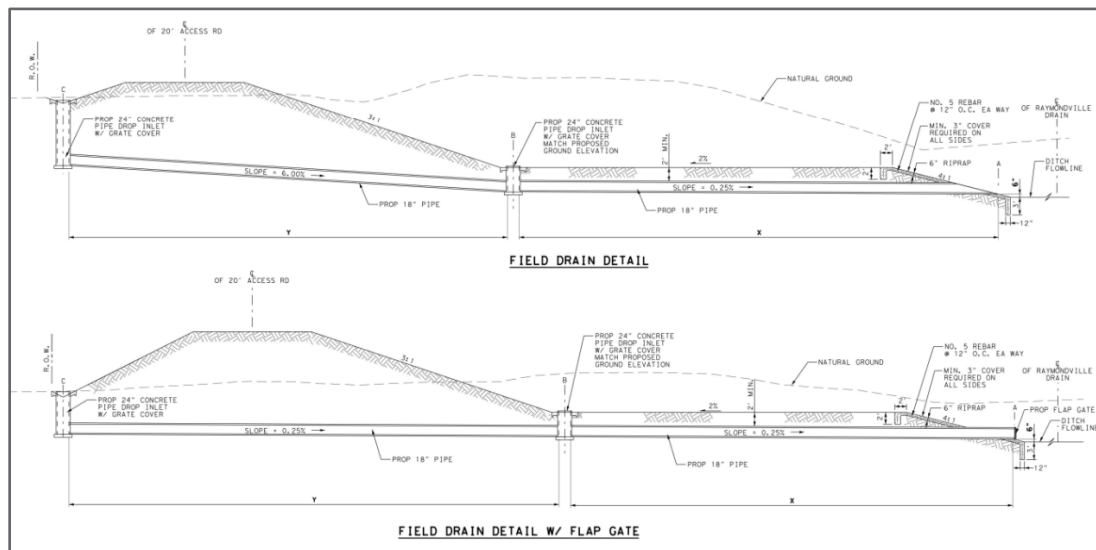 ℄
OF 20' ACCESS RD
R.O.W.
C
PROP 24" CONCRETE
PIPE DROP INLET
W/ GRATE COVER
3:1
SLOPE = 6.00%
PROP 18" PIPE
B
PROP 24" CONCRETE
PIPE DROP INLET
W/ GRATE COVER
MATCH PROPOSED
GROUND ELEVATION
2' MIN.
2%
SLOPE = 0.25%
PROP 18" PIPE
NATURAL GROUND
NO. 5 REBAR
@ 12" O.C. EA WAY
MIN. 3" COVER
REQUIRED ON
ALL SIDES
6" RIPRAP
2'
2'
4:1
A
℄
OF RAYMONDVILLE
DRAIN
DITCH
FLOWLINE
6"
3'
12"
Y
X
FIELD DRAIN DETAIL
℄
OF 20' ACCESS RD
R.O.W.
C
PROP 24" CONCRETE
PIPE DROP INLET
W/ GRATE COVER
3:1
SLOPE = 0.25%
PROP 18" PIPE
B
PROP 24" CONCRETE
PIPE DROP INLET
W/ GRATE COVER
MATCH PROPOSED
GROUND ELEVATION
2' MIN.
2%
SLOPE = 0.25%
PROP 18" PIPE
NATURAL GROUND
NO. 5 REBAR
@ 12" O.C. EA WAY
MIN. 3" COVER
REQUIRED ON
ALL SIDES
6" RIPRAP
2'
2'
4:1
A
℄
OF RAYMONDVILLE
DRAIN
PROP FLAP GATE
DITCH
FLOWLINE
6"
3'
12"
Y
X
FIELD DRAIN DETAIL W/ FLAP GATE